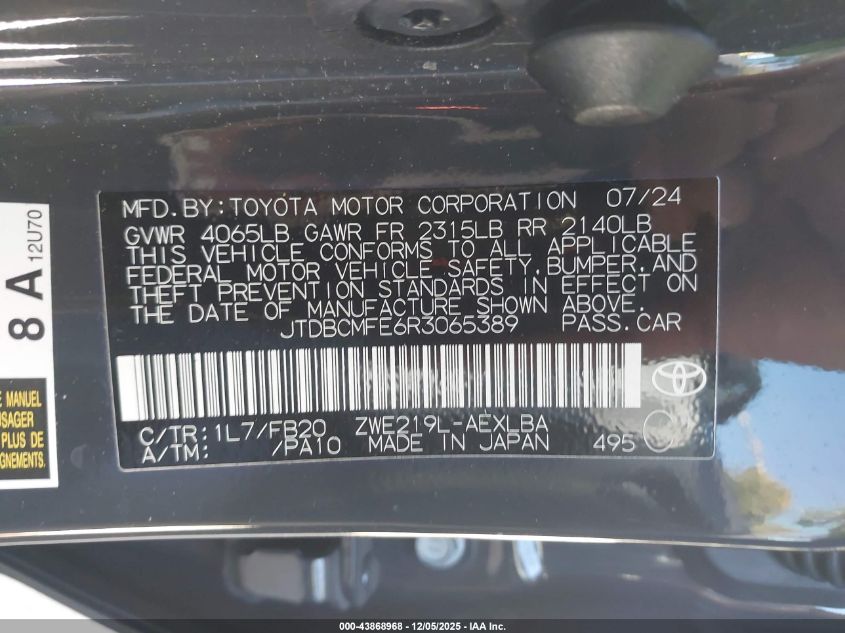 MFD.BY:TOYOTA MOTOR CORPORATION 07/24
GVWR 4065LB GAWR FR 2315LB RR 2140LB
THIS VEHICLE CONFORMS TO ALL APPLICABLE
FEDERAL MOTOR VEHICLE SAFETY,BUMPER,AND
THEFT PREVENTION STANDARDS IN EFFECT ON
THE DATE OF MANUFACTURE SHOWN ABOVE.
JTDBCMFE6R3065389 PASS.CAR
C/TR:1L7/FB20 ZWE219L-AEXLBA
A/TM: /PA10 MADE IN JAPAN 495
8 A 12U70
MANUEL
USAGER
PLUS DE
GNEMENTS.
000-43868968 - 12/05/2025 - IAA Inc.